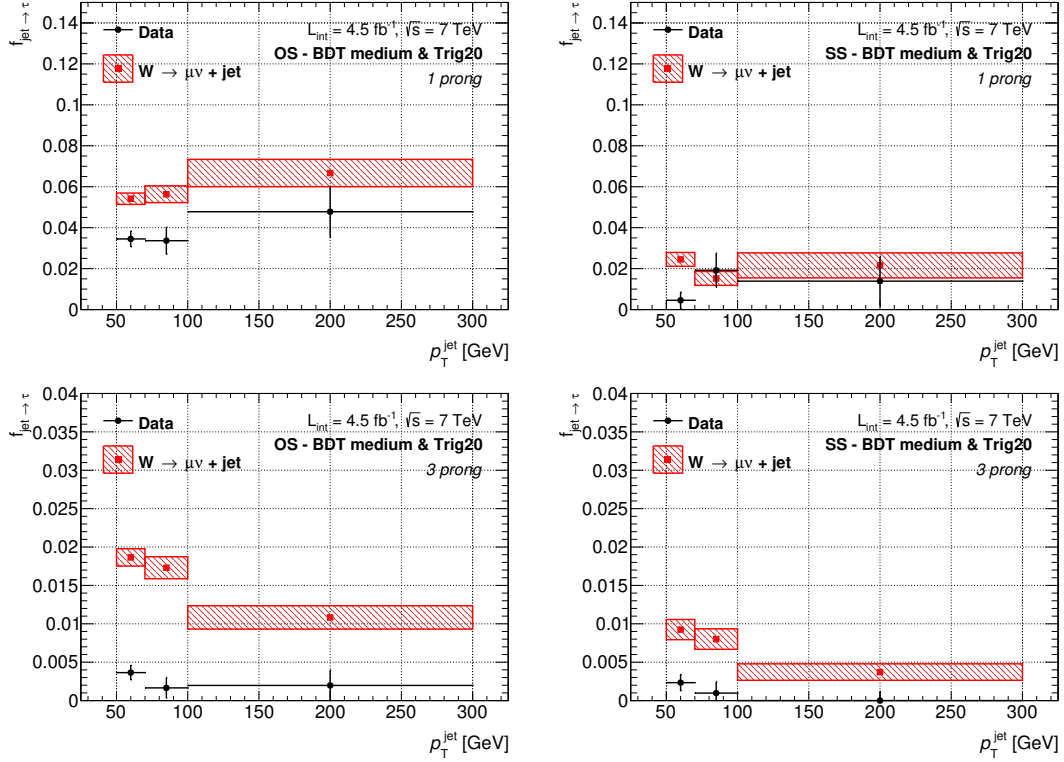 f_jet → τ
0.14
0.12
0.1
0.08
0.06
0.04
0.02
0
Data
W → μν + jet
L_int = 4.5 fb⁻¹, √s = 7 TeV
OS - BDT medium & Trig20
1 prong
50 100 150 200 250 300
p_T^jet [GeV]
f_jet → τ
0.14
0.12
0.1
0.08
0.06
0.04
0.02
0
Data
W → μν + jet
L_int = 4.5 fb⁻¹, √s = 7 TeV
SS - BDT medium & Trig20
1 prong
50 100 150 200 250 300
p_T^jet [GeV]
f_jet → τ
0.04
0.035
0.03
0.025
0.02
0.015
0.01
0.005
0
Data
W → μν + jet
L_int = 4.5 fb⁻¹, √s = 7 TeV
OS - BDT medium & Trig20
3 prong
50 100 150 200 250 300
p_T^jet [GeV]
f_jet → τ
0.04
0.035
0.03
0.025
0.02
0.015
0.01
0.005
0
Data
W → μν + jet
L_int = 4.5 fb⁻¹, √s = 7 TeV
SS - BDT medium & Trig20
3 prong
50 100 150 200 250 300
p_T^jet [GeV]